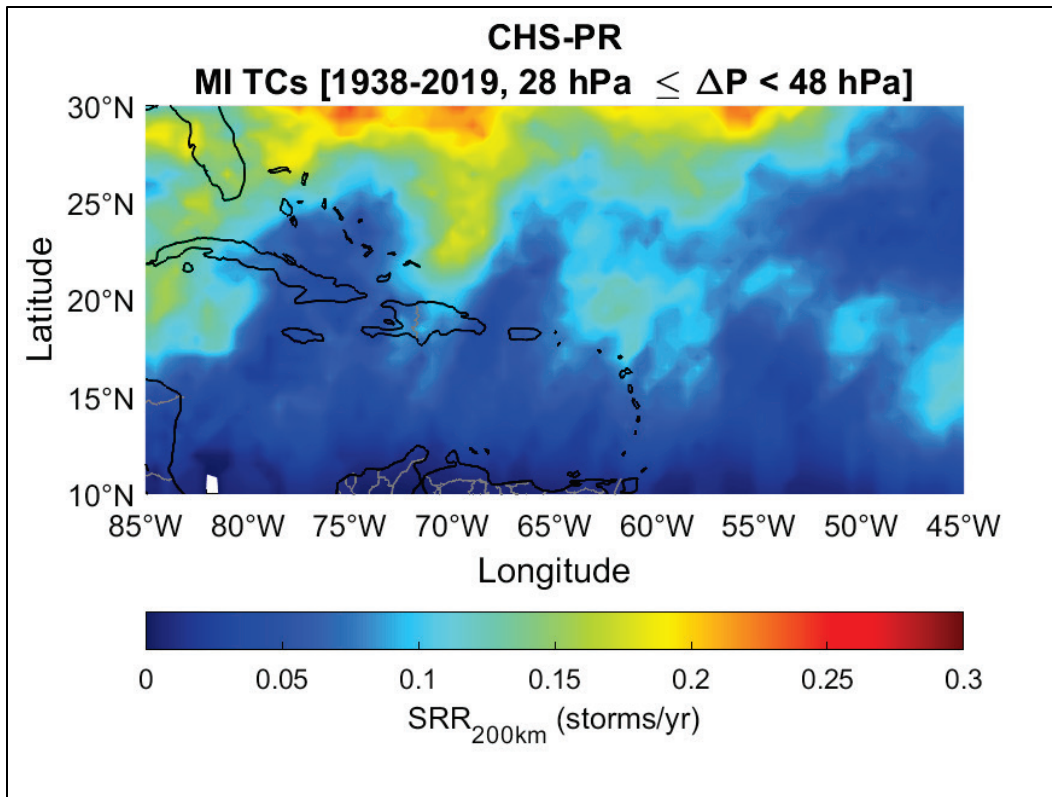 CHS-PR
MI TCs [1938-2019, 28 hPa ≤ ΔP < 48 hPa]
30°N
25°N
20°N
15°N
10°N
Latitude
85°W 80°W 75°W 70°W 65°W 60°W 55°W 50°W 45°W
Longitude
0 0.05 0.1 0.15 0.2 0.25 0.3
SRR200km (storms/yr)